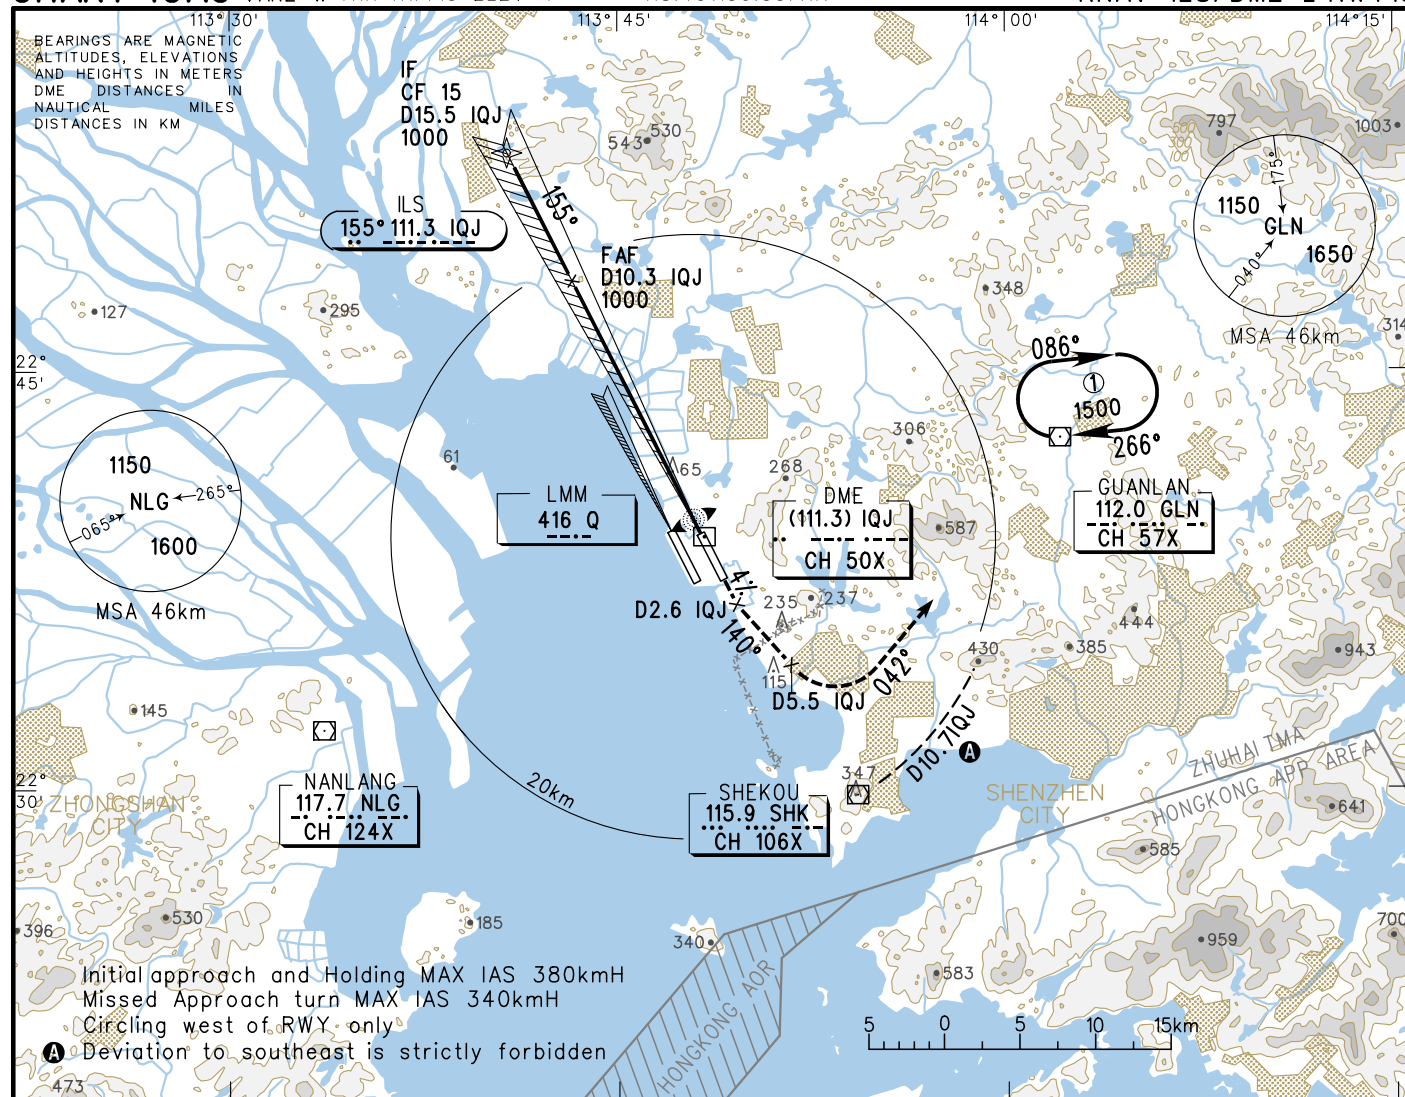 113°30'
113°45'
114°00'
114°15'
BEARINGS ARE MAGNETIC
ALTITUDES, ELEVATIONS
AND HEIGHTS IN METERS
DME DISTANCES IN
NAUTICAL MILES
DISTANCES IN KM
IF
CF 15
D15.5 IQJ
1000
543
530
797
1003
500
300
100
155°
ILS
155° 111.3 IQJ
175°
1150
GLN
1650
040°
MSA 46km
FAF
D10.3 IQJ
1000
127
295
348
314
22°
45'
086°
1
1500
266°
306
61
65
268
1150
NLG
265°
065°
1600
MSA 46km
LMM
416 Q
DME
(111.3) IQJ
CH 50X
587
GUANLAN
112.0 GLN
CH 57X
4.1
D2.6 IQJ
140°
235
237
444
430
385
943
115
D5.5 IQJ
042°
145
D10.7IQJ
A
ZHUHAI TMA
HONGKONG APP AREA
NANLANG
117.7 NLG
CH 124X
20km
SHEKOU
115.9 SHK
CH 106X
347
22°
30'
ZHONGSHAN
CITY
SHENZHEN
CITY
641
585
530
396
185
340
959
700
583
HONGKONG AOR
Initial approach and Holding MAX IAS 380kmH
Missed Approach turn MAX IAS 340kmH
Circling west of RWY only
A Deviation to southeast is strictly forbidden
5 0 5 10 15km
473